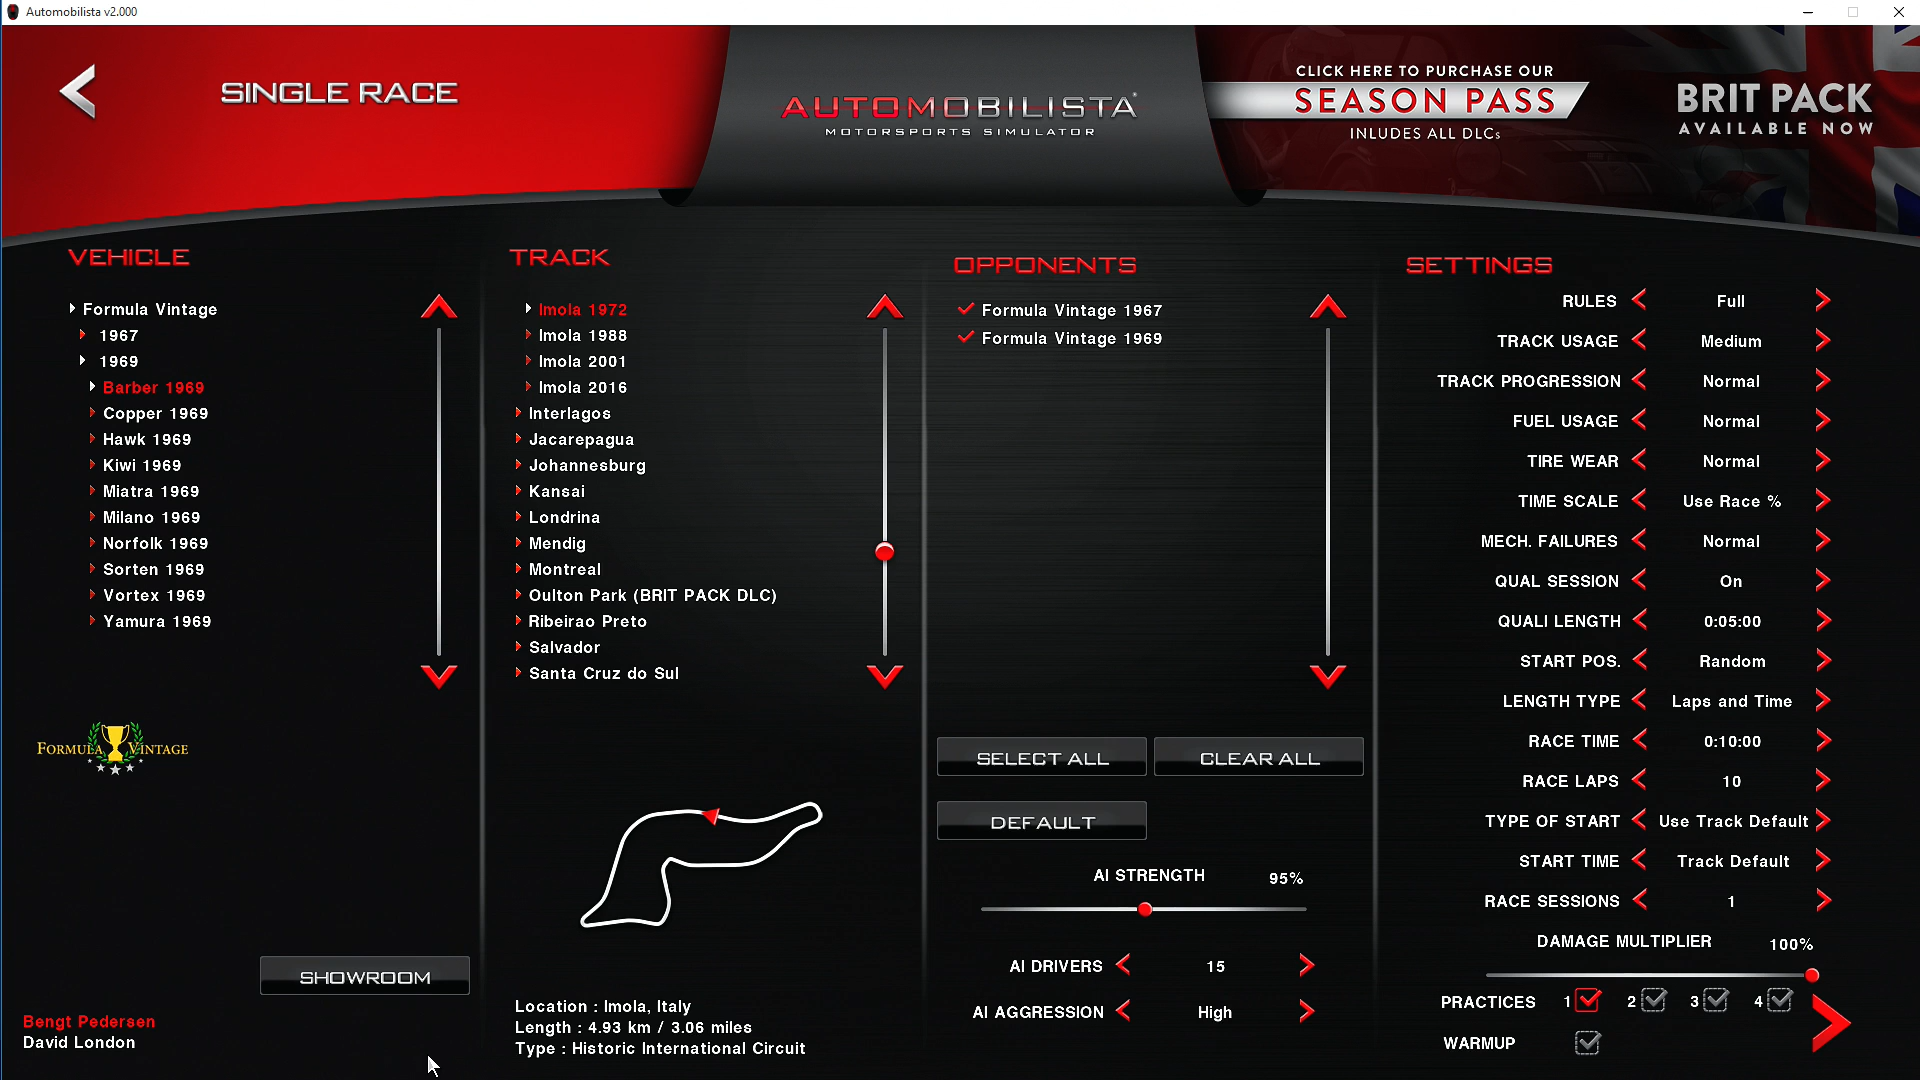 Automobilista v2.000
SINGLE RACE
AUTOMOBILISTA
MOTORSPORTS SIMULATOR
CLICK HERE TO PURCHASE OUR
SEASON PASS
INLUDES ALL DLCs
BRIT PACK
AVAILABLE NOW
VEHICLE
Formula Vintage
1967
1969
Barber 1969
Copper 1969
Hawk 1969
Kiwi 1969
Miatra 1969
Milano 1969
Norfolk 1969
Sorten 1969
Vortex 1969
Yamura 1969
FORMULA VINTAGE
SHOWROOM
Bengt Pedersen
David London
TRACK
Imola 1972
Imola 1988
Imola 2001
Imola 2016
Interlagos
Jacarepagua
Johannesburg
Kansai
Londrina
Mendig
Montreal
Oulton Park (BRIT PACK DLC)
Ribeirao Preto
Salvador
Santa Cruz do Sul
Location : Imola, Italy
Length : 4.93 km / 3.06 miles
Type : Historic International Circuit
OPPONENTS
Formula Vintage 1967
Formula Vintage 1969
SELECT ALL CLEAR ALL
DEFAULT
AI STRENGTH 95%
AI DRIVERS 15
AI AGGRESSION High
SETTINGS
RULES Full
TRACK USAGE Medium
TRACK PROGRESSION Normal
FUEL USAGE Normal
TIRE WEAR Normal
TIME SCALE Use Race %
MECH. FAILURES Normal
QUAL SESSION On
QUALI LENGTH 0:05:00
START POS. Random
LENGTH TYPE Laps and Time
RACE TIME 0:10:00
RACE LAPS 10
TYPE OF START Use Track Default
START TIME Track Default
RACE SESSIONS 1
DAMAGE MULTIPLIER 100%
PRACTICES 1 2 3 4
WARMUP